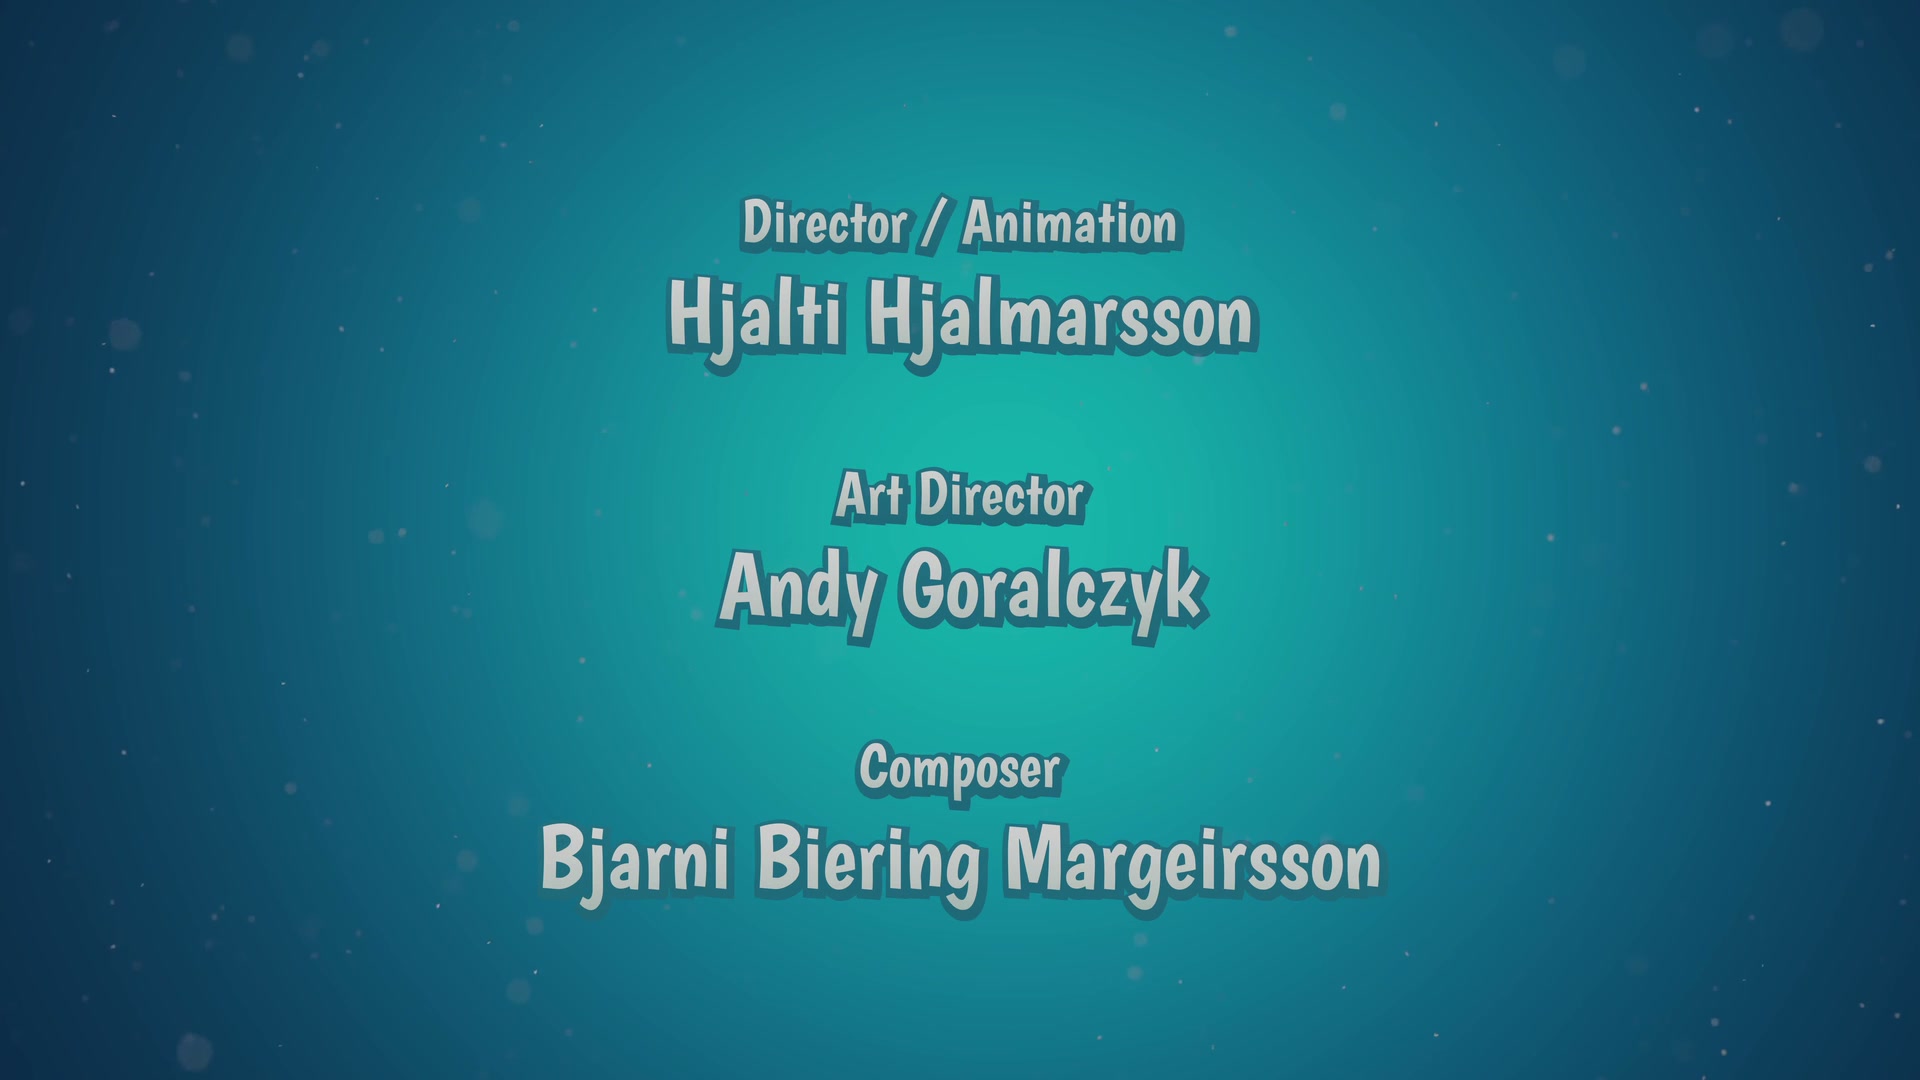 Director / Animation
Hjalti Hjalmarsson
Art Director
Andy Goralczyk
Composer
Bjarni Biering Margeirsson